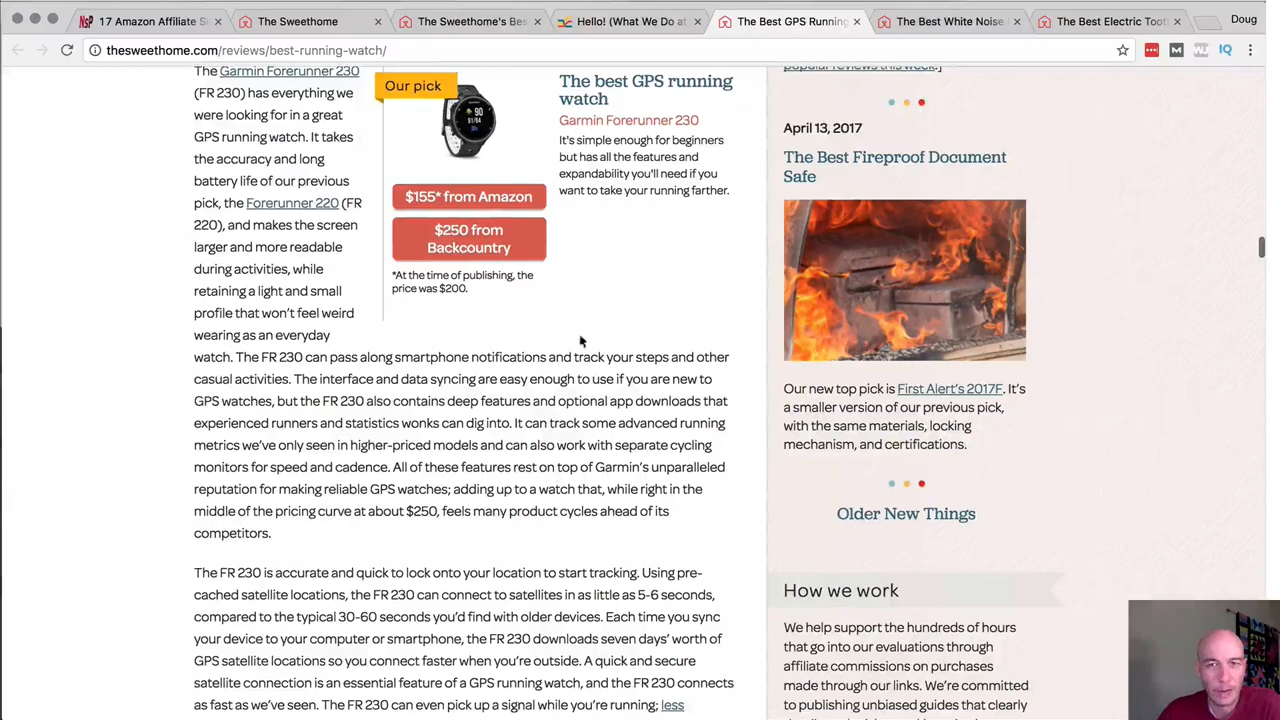 17 Amazon Affiliate Si
The Sweethome
The Sweethome's Bes
Hello! (What We Do at
The Best GPS Running
The Best White Noise
The Best Electric Toot
Doug
thesweethome.com/reviews/best-running-watch/
The Garmin Forerunner 230
(FR 230) has everything we
were looking for in a great
GPS running watch. It takes
the accuracy and long
battery life of our previous
pick, the Forerunner 220 (FR
220), and makes the screen
larger and more readable
during activities, while
retaining a light and small
profile that won't feel weird
wearing as an everyday
watch. The FR 230 can pass along smartphone notifications and track your steps and other
casual activities. The interface and data syncing are easy enough to use if you are new to
GPS watches, but the FR 230 also contains deep features and optional app downloads that
experienced runners and statistics wonks can dig into. It can track some advanced running
metrics we've only seen in higher-priced models and can also work with separate cycling
monitors for speed and cadence. All of these features rest on top of Garmin's unparalleled
reputation for making reliable GPS watches; adding up to a watch that, while right in the
middle of the pricing curve at about $250, feels many product cycles ahead of its
competitors.
The FR 230 is accurate and quick to lock onto your location to start tracking. Using pre-
cached satellite locations, the FR 230 can connect to satellites in as little as 5-6 seconds,
compared to the typical 30-60 seconds you'd find with older devices. Each time you sync
your device to your computer or smartphone, the FR 230 downloads seven days' worth of
GPS satellite locations so you connect faster when you're outside. A quick and secure
satellite connection is an essential feature of a GPS running watch, and the FR 230 connects
as fast as we've seen. The FR 230 can even pick up a signal while you're running; less
Our pick
$155* from Amazon
$250 from
Backcountry
*At the time of publishing, the
price was $200.
The best GPS running
watch
Garmin Forerunner 230
It's simple enough for beginners
but has all the features and
expandability you'll need if you
want to take your running farther.
popular reviews this week.]
April 13, 2017
The Best Fireproof Document
Safe
Our new top pick is First Alert's 2017F. It's
a smaller version of our previous pick,
with the same materials, locking
mechanism, and certifications.
Older New Things
How we work
We help support the hundreds of hours
that go into our evaluations through
affiliate commissions on purchases
made through our links. We're committed
to publishing unbiased guides that clearly